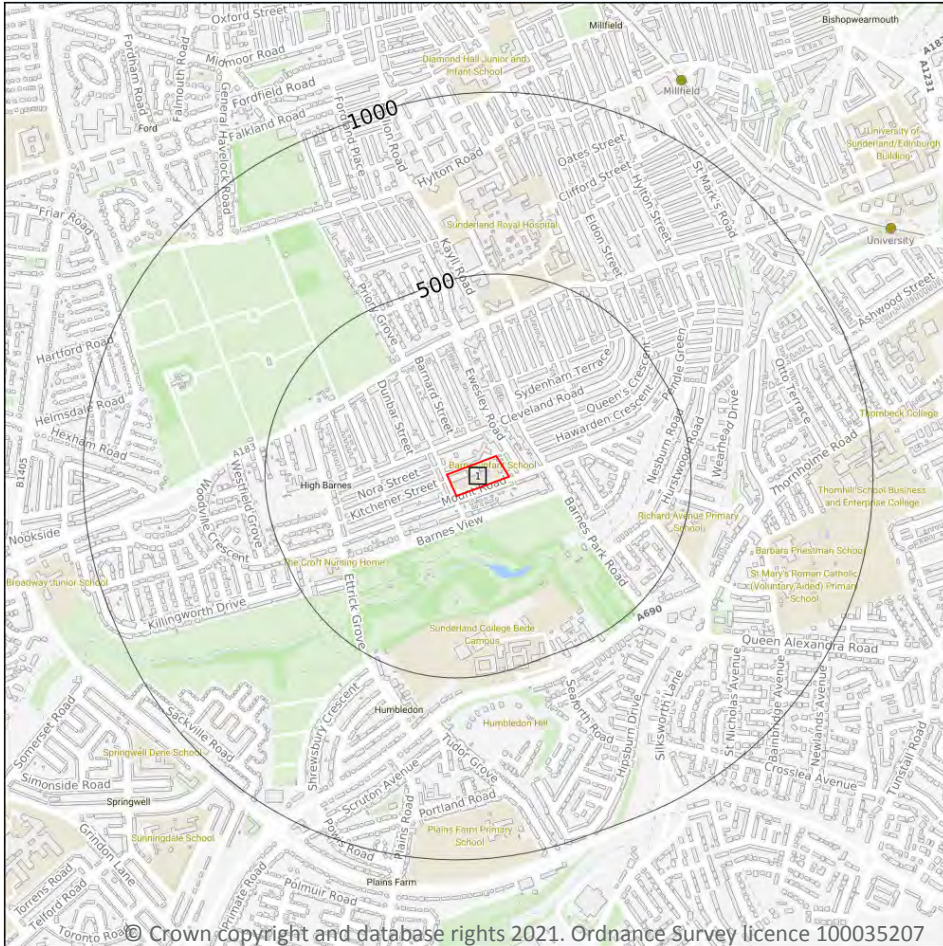 Oxford Street
Millfield
Bishopwearmouth
Fordham Road
Falmouth Road
Midmoor Road
General Havelock Road
Diamond Hall Junior and
Infant School
A1231
Fordfield Road
Millfield
1000
Ford
Falkland Road
University of
Sunderland/Edinburgh
Building
Hylton Road
Oates Street
Clifford Street
Hylton Street
St Mark's Road
Friar Road
Sunderland Royal Hospital
Eldon Street
University
Kayll Road
500
Priory Grove
Ashwood Street
Hartford Road
Barnard Street
Ewesley Road
Sydenham Terrace
Queen's Crescent
Pendle Green
Otto Terrace
Helmsdale Road
Dunbar Street
Cleveland Road
Hawarden Crescent
Thornbeck College
Hexham Road
A183
B1405
Westfield Grove
Nesburn Road
Hurstwood Road
Wearhead Drive
Thornholme Road
Woodville Crescent
High Barnes
Nora Street
Kitchener Street
Barnes Infant School
1
Mount Road
Thornhill School Business
and Enterprise College
Nookside
Barnes View
Barnes Park Road
Richard Avenue Primary
School
Barbara Priestman School
The Croft Nursing Home
St Mary's Roman Catholic
(Voluntary Aided) Primary
School
Broadway Junior School
Killingworth Drive
Ettrick Grove
A690
Sunderland College Bede
Campus
Queen Alexandra Road
Somerset Road
Sackville Road
Shrewsbury Crescent
Humbledon
Humbledon Hill
Seaforth Road
Hipsburn Drive
Silksworth Lane
St Nicholas Avenue
Bainbridge Avenue
Newlands Avenue
Springwell Dene School
Tudor Grove
Simonside Road
Scruton Avenue
Crosslea Avenue
Tunstall Road
Springwell
Portland Road
Sunningdale School
Grindon Lane
Powis Road
Plains Road
Plains Farm Primary
School
Torrens Road
Telford Road
Toronto Road
Primate Road
Polmuir Road
Plains Farm
© Crown copyright and database rights 2021. Ordnance Survey licence 100035207